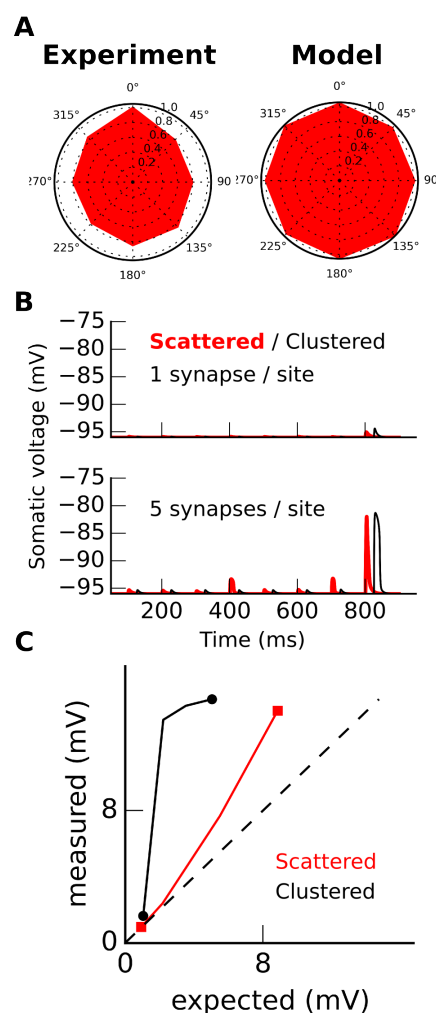 A
Experiment
Model
0°
45°
90
135°
180°
225°
270°
315°
0.2
0.4
0.6
0.8
1.0
0°
45°
90
135°
180°
225°
:270°
315°
0.2
0.4
0.6
0.8
1.0
B
Somatic voltage (mV)
−75
−80
−85
−90
−95
Scattered / Clustered
1 synapse / site
−75
−80
−85
−90
−95
5 synapses / site
200 400 600 800
Time (ms)
C
measured (mV)
8
0
Scattered
Clustered
0 8
expected (mV)